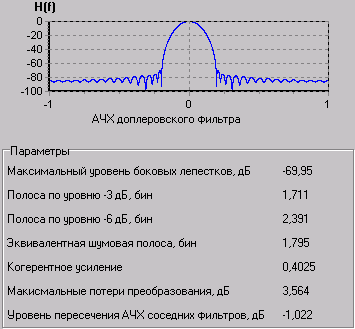 H(f)
0
-20
-40
-60
-80
-100
-1
0
1
АЧХ доплеровского фильтра
Параметры
Максимальный уровень боковых лепестков, дБ -69,95
Полоса по уровню -3 дБ, бин 1,711
Полоса по уровню -6 дБ, бин 2,391
Эквивалентная шумовая полоса, бин 1,795
Когерентное усиление 0,4025
Макисмальные потери преобразования, дБ 3,564
Уровень пересечения АЧХ соседних фильтров, дБ -1,022